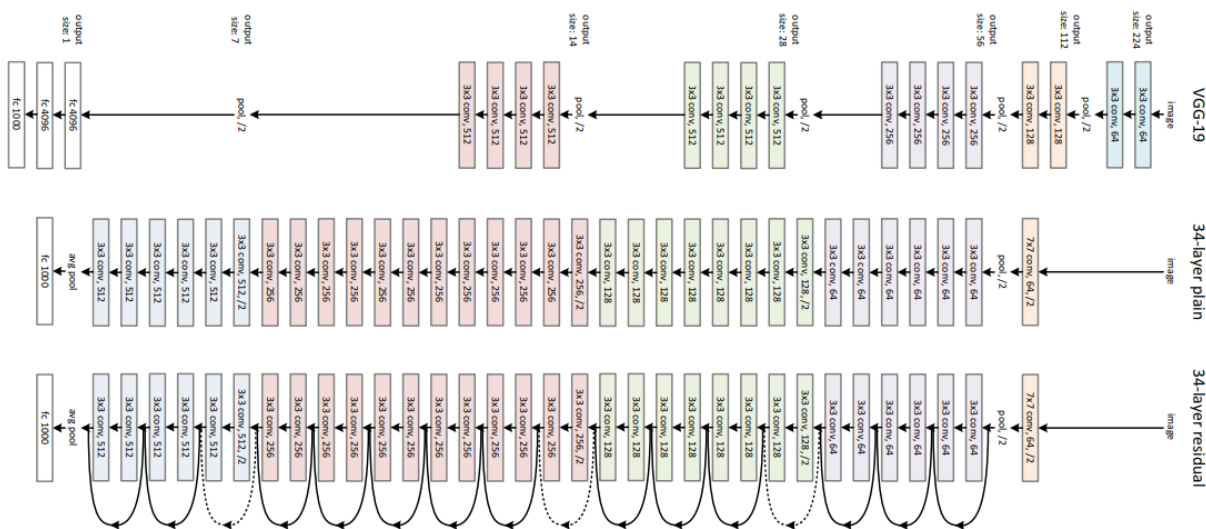 output
size: 224
output
size: 112
output
size: 56
output
size: 28
output
size: 14
output
size: 7
output
size: 1
VGG-19
image
3x3 conv, 64
3x3 conv, 64
pool, /2
3x3 conv, 128
3x3 conv, 128
pool, /2
3x3 conv, 256
3x3 conv, 256
3x3 conv, 256
3x3 conv, 256
pool, /2
3x3 conv, 512
3x3 conv, 512
3x3 conv, 512
3x3 conv, 512
pool, /2
3x3 conv, 512
3x3 conv, 512
3x3 conv, 512
3x3 conv, 512
pool, /2
fc 4096
fc 4096
fc 1000
34-layer plain
image
7x7 conv, 64, /2
pool, /2
3x3 conv, 64
3x3 conv, 64
3x3 conv, 64
3x3 conv, 64
3x3 conv, 64
3x3 conv, 64
3x3 conv, 128, /2
3x3 conv, 128
3x3 conv, 128
3x3 conv, 128
3x3 conv, 128
3x3 conv, 128
3x3 conv, 128
3x3 conv, 128
3x3 conv, 256, /2
3x3 conv, 256
3x3 conv, 256
3x3 conv, 256
3x3 conv, 256
3x3 conv, 256
3x3 conv, 256
3x3 conv, 256
3x3 conv, 256
3x3 conv, 256
3x3 conv, 256
3x3 conv, 256
3x3 conv, 512, /2
3x3 conv, 512
3x3 conv, 512
3x3 conv, 512
3x3 conv, 512
3x3 conv, 512
avg pool
fc 1000
34-layer residual
image
7x7 conv, 64, /2
pool, /2
3x3 conv, 64
3x3 conv, 64
3x3 conv, 64
3x3 conv, 64
3x3 conv, 64
3x3 conv, 64
3x3 conv, 128, /2
3x3 conv, 128
3x3 conv, 128
3x3 conv, 128
3x3 conv, 128
3x3 conv, 128
3x3 conv, 128
3x3 conv, 128
3x3 conv, 256, /2
3x3 conv, 256
3x3 conv, 256
3x3 conv, 256
3x3 conv, 256
3x3 conv, 256
3x3 conv, 256
3x3 conv, 256
3x3 conv, 256
3x3 conv, 256
3x3 conv, 256
3x3 conv, 256
3x3 conv, 512, /2
3x3 conv, 512
3x3 conv, 512
3x3 conv, 512
3x3 conv, 512
3x3 conv, 512
avg pool
fc 1000